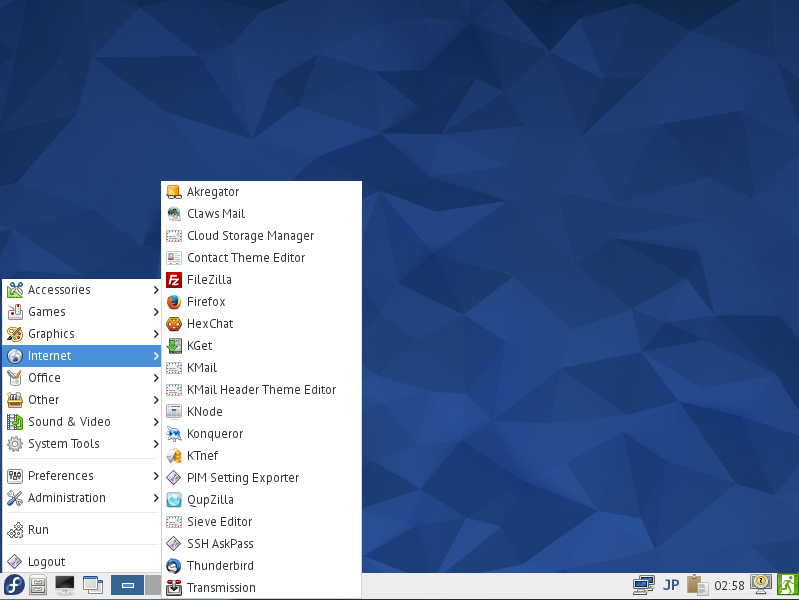 Akregator
Claws Mail
Cloud Storage Manager
Contact Theme Editor
FileZilla
Firefox
HexChat
KGet
KMail
KMail Header Theme Editor
KNode
Konqueror
KTnef
PIM Setting Exporter
QupZilla
Sieve Editor
SSH AskPass
Thunderbird
Transmission
Accessories
Games
Graphics
Internet
Office
Other
Sound & Video
System Tools
Preferences
Administration
Run
Logout
JP
02:58